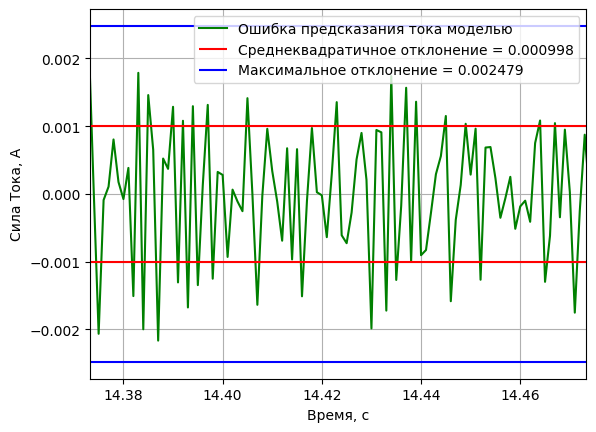 Ошибка предсказания тока моделью
Среднеквадратичное отклонение = 0.000998
Максимальное отклонение = 0.002479
Сила Тока, А
0.002
0.001
0.000
−0.001
−0.002
14.38 14.40 14.42 14.44 14.46
Время, с